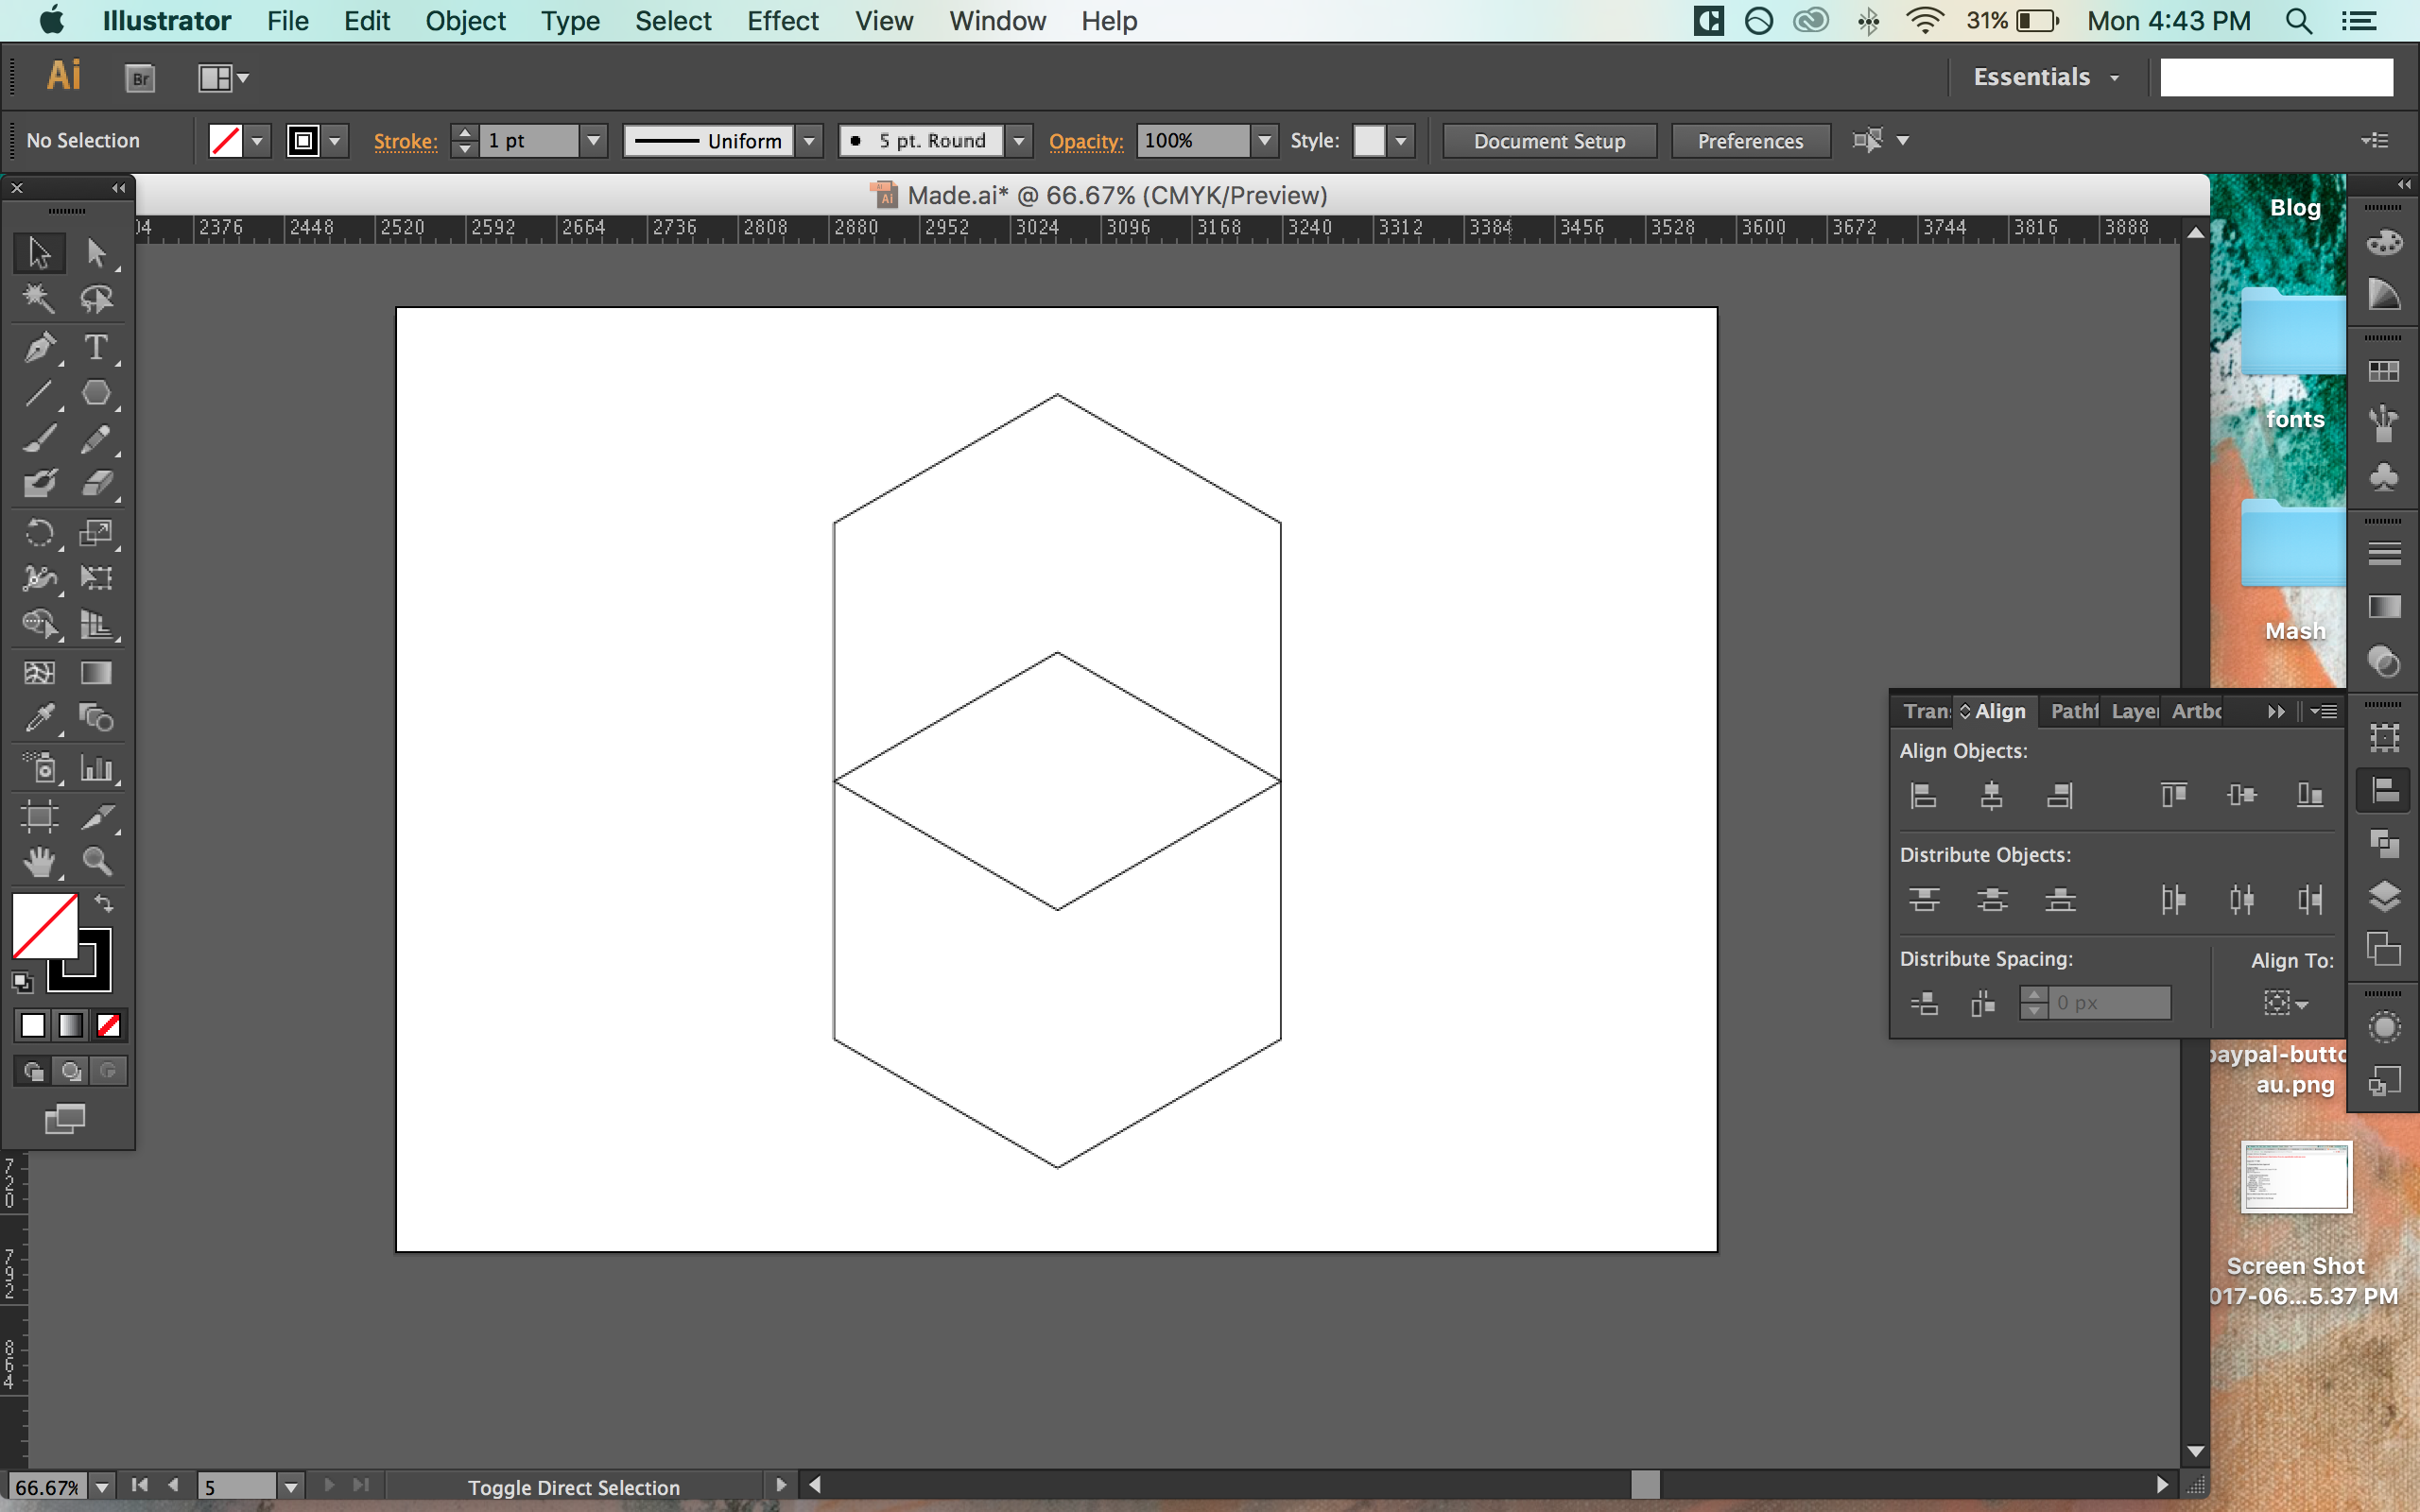 Illustrator File Edit Object Type Select Effect View Window Help 31% Mon 4:43 PM
Ai Br Essentials
No Selection Stroke: 1 pt Uniform 5 pt. Round Opacity: 100% Style: Document Setup Preferences
Made.ai* @ 66.67% (CMYK/Preview)
2376 2448 2520 2592 2664 2736 2808 2880 2952 3024 3096 3168 3240 3312 3384 3456 3528 3600 3672 3744 3816 3888
Blog
fonts
Mash
Tran Align Pathf Layer Artbo
Align Objects:
Distribute Objects:
Distribute Spacing: Align To:
0 px
paypal-butto
au.png
720
792
864
Screen Shot
017-06...5.37 PM
66.67% 5 Toggle Direct Selection